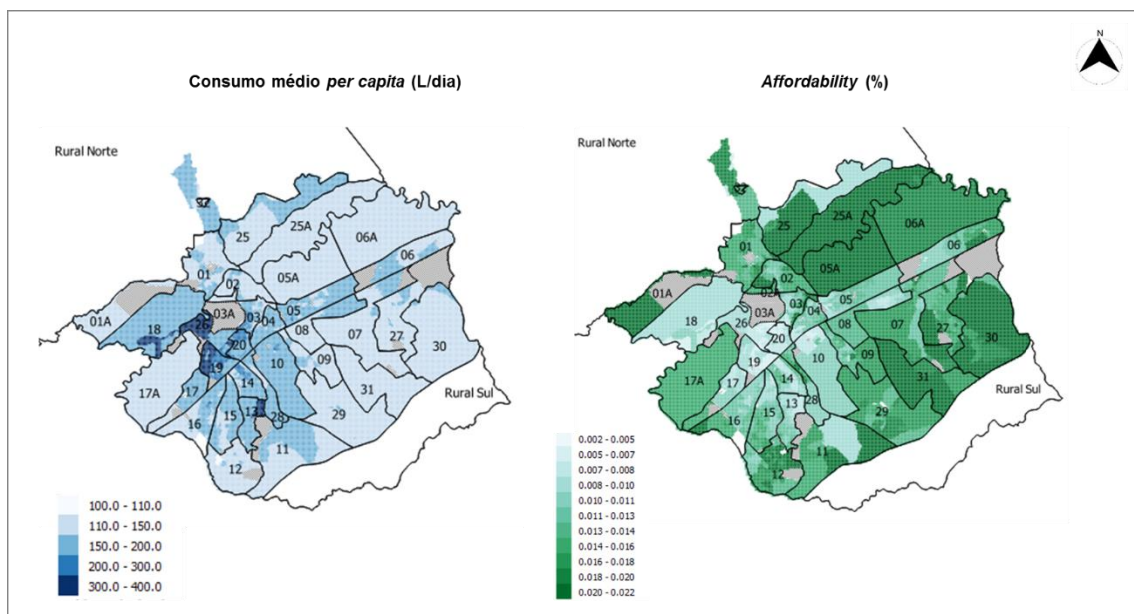 N
Consumo médio per capita (L/dia)
Affordability (%)
Rural Norte
25
25A
06A
06
01
02
05A
01A
03A
03
04
05
18
26
20
08
07
27
30
19
10
09
17A
17
14
31
16
15
13
28
29
11
12
Rural Sul
100.0 - 110.0
110.0 - 150.0
150.0 - 200.0
200.0 - 300.0
300.0 - 400.0
Rural Norte
25
25A
06A
06
01
02
05A
01A
02A
03A
03
04
05
18
26
20
08
07
27
30
19
10
09
17A
17
14
31
16
15
13
28
29
11
12
Rural Sul
0.002 - 0.005
0.005 - 0.007
0.007 - 0.008
0.008 - 0.010
0.010 - 0.011
0.011 - 0.013
0.013 - 0.014
0.014 - 0.016
0.016 - 0.018
0.018 - 0.020
0.020 - 0.022